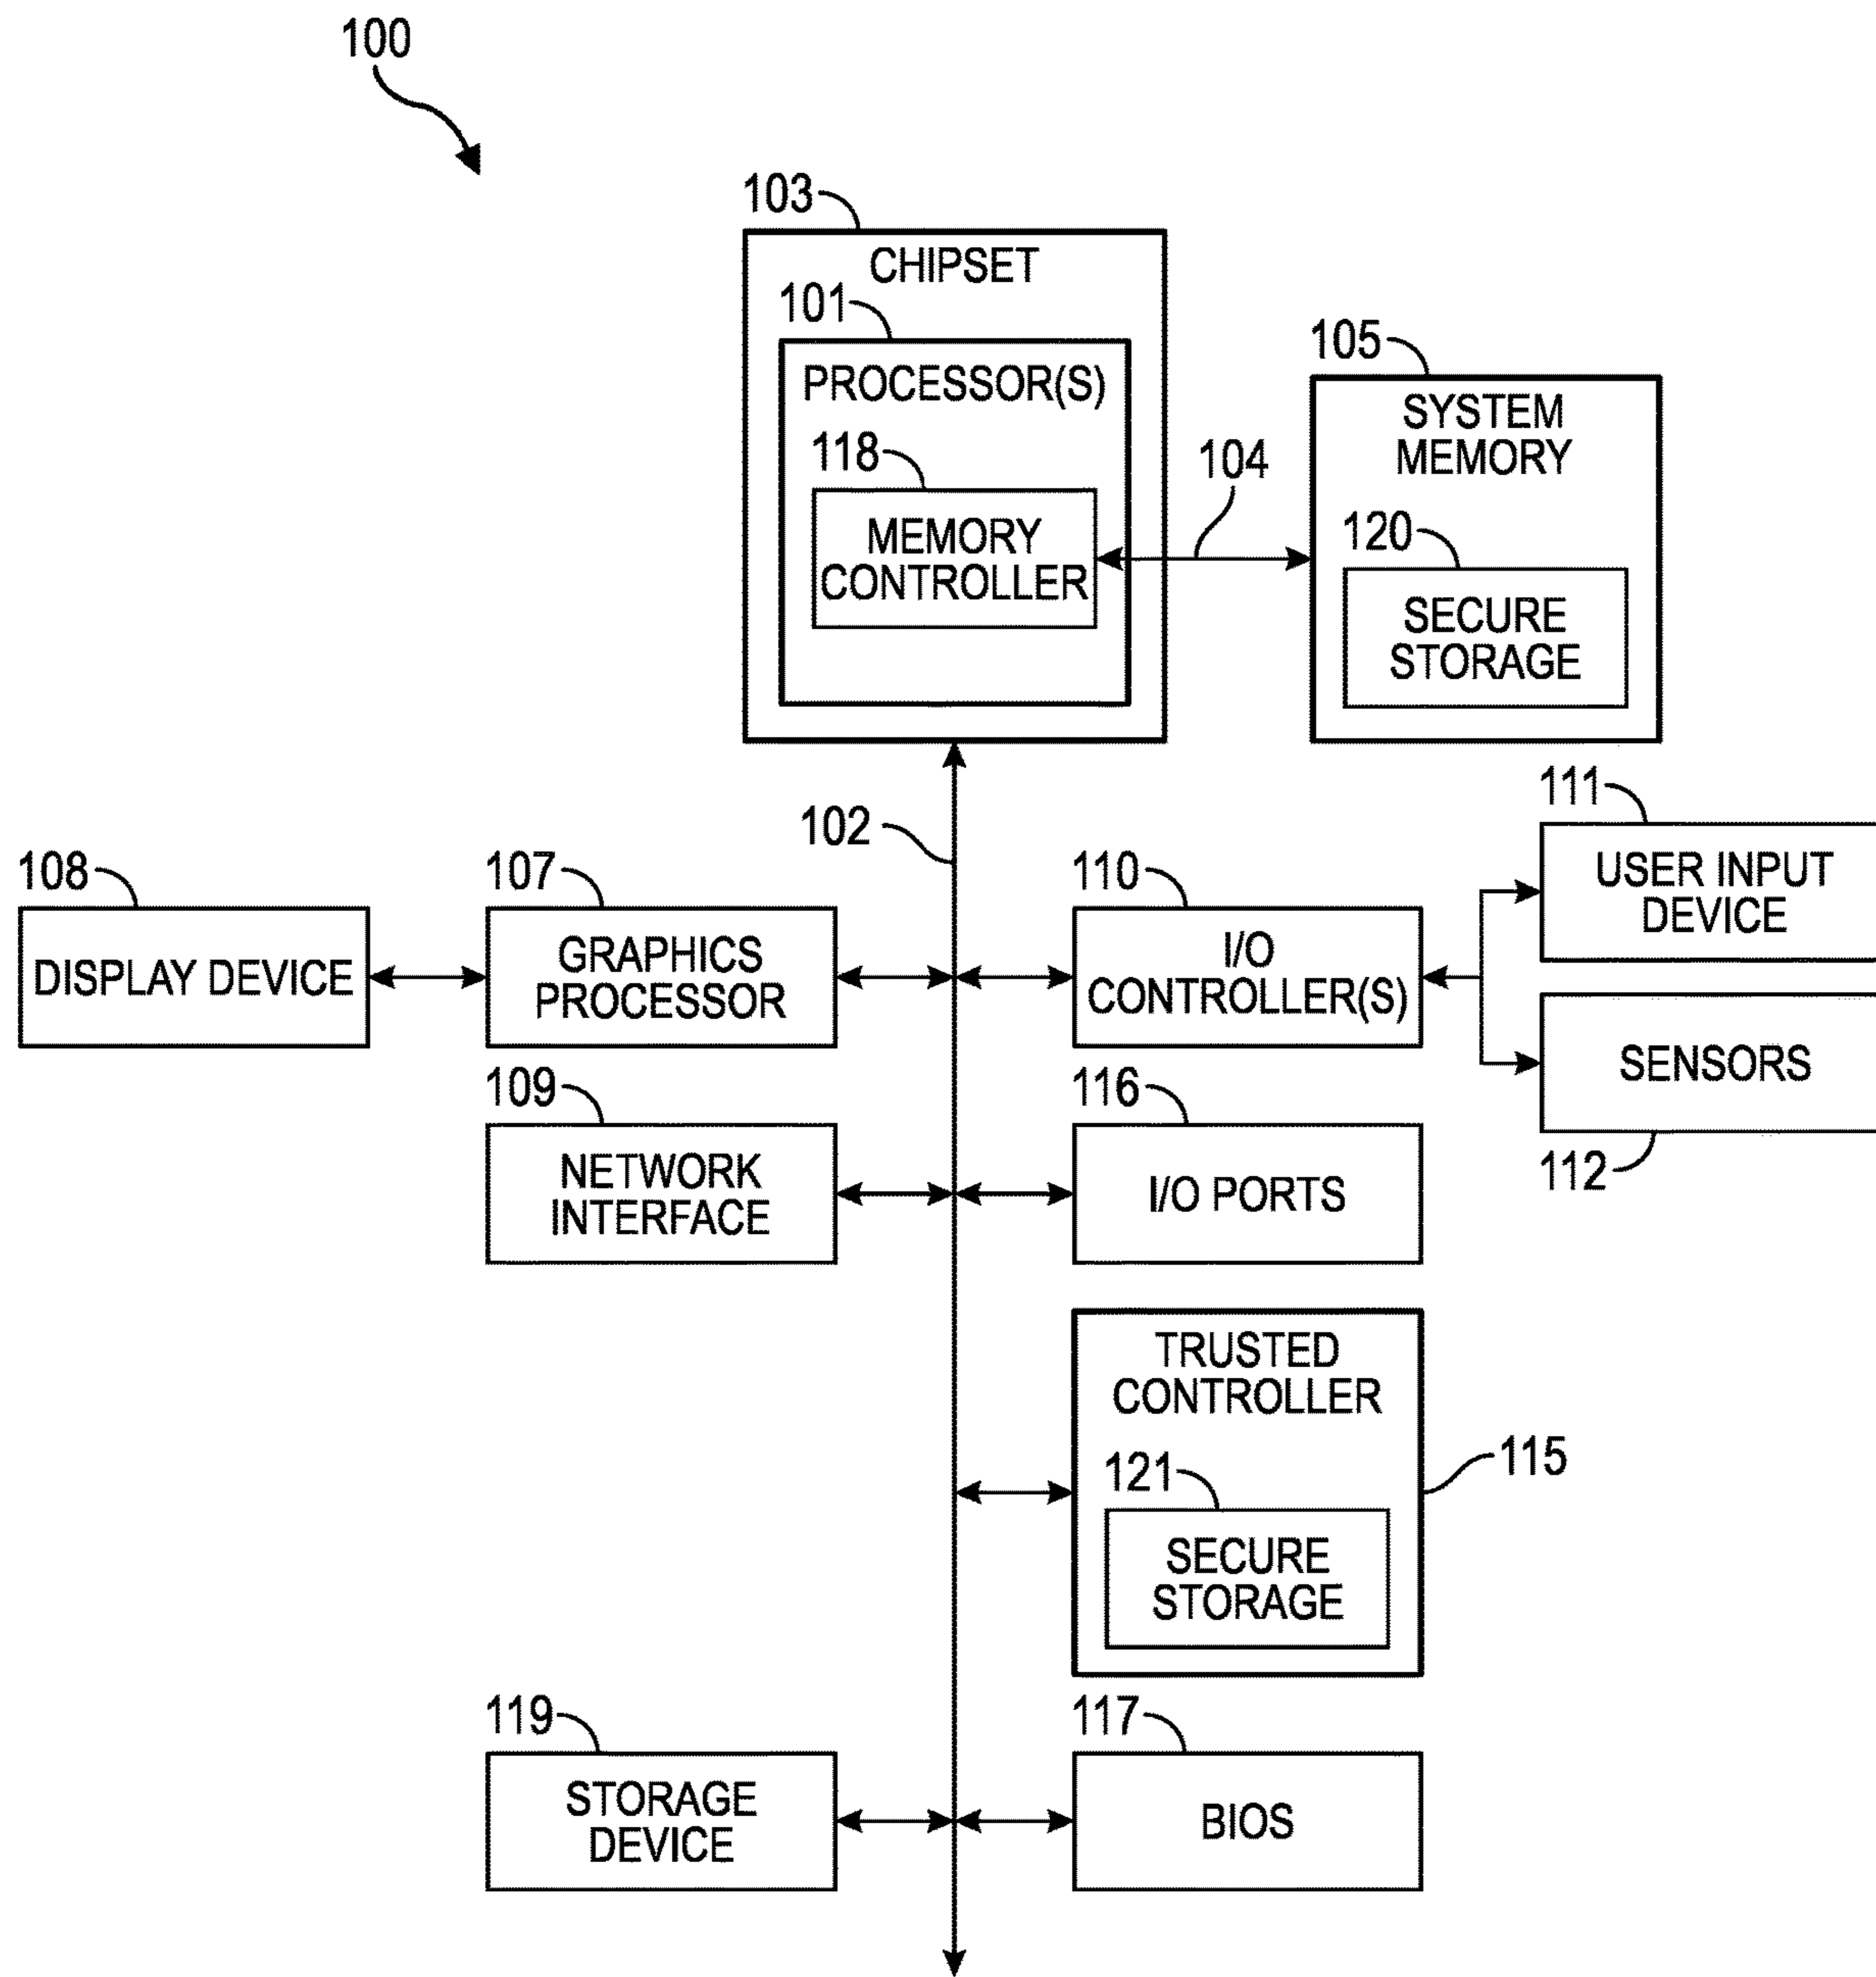 100
103
CHIPSET
101
PROCESSOR(S)
118
MEMORY
CONTROLLER
104
105
SYSTEM
MEMORY
120
SECURE
STORAGE
102
108
DISPLAY DEVICE
107
GRAPHICS
PROCESSOR
110
I/O
CONTROLLER(S)
111
USER INPUT
DEVICE
SENSORS
112
109
NETWORK
INTERFACE
116
I/O PORTS
TRUSTED
CONTROLLER
115
121
SECURE
STORAGE
119
STORAGE
DEVICE
117
BIOS